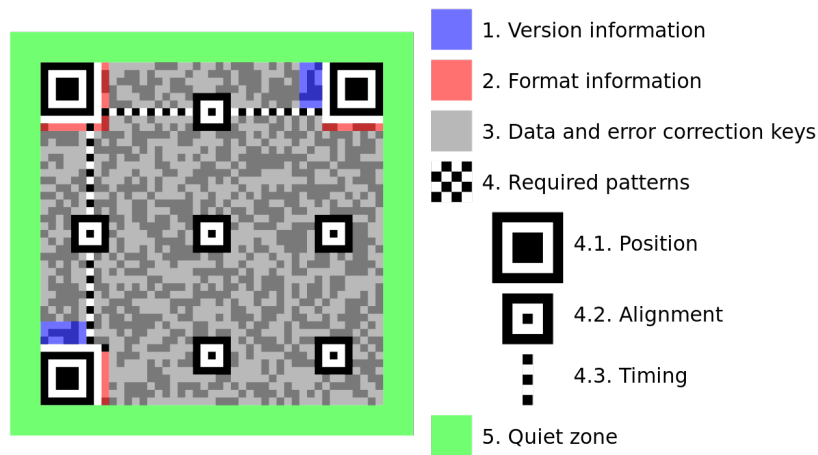 1. Version information
2. Format information
3. Data and error correction keys
4. Required patterns
4.1. Position
4.2. Alignment
4.3. Timing
5. Quiet zone